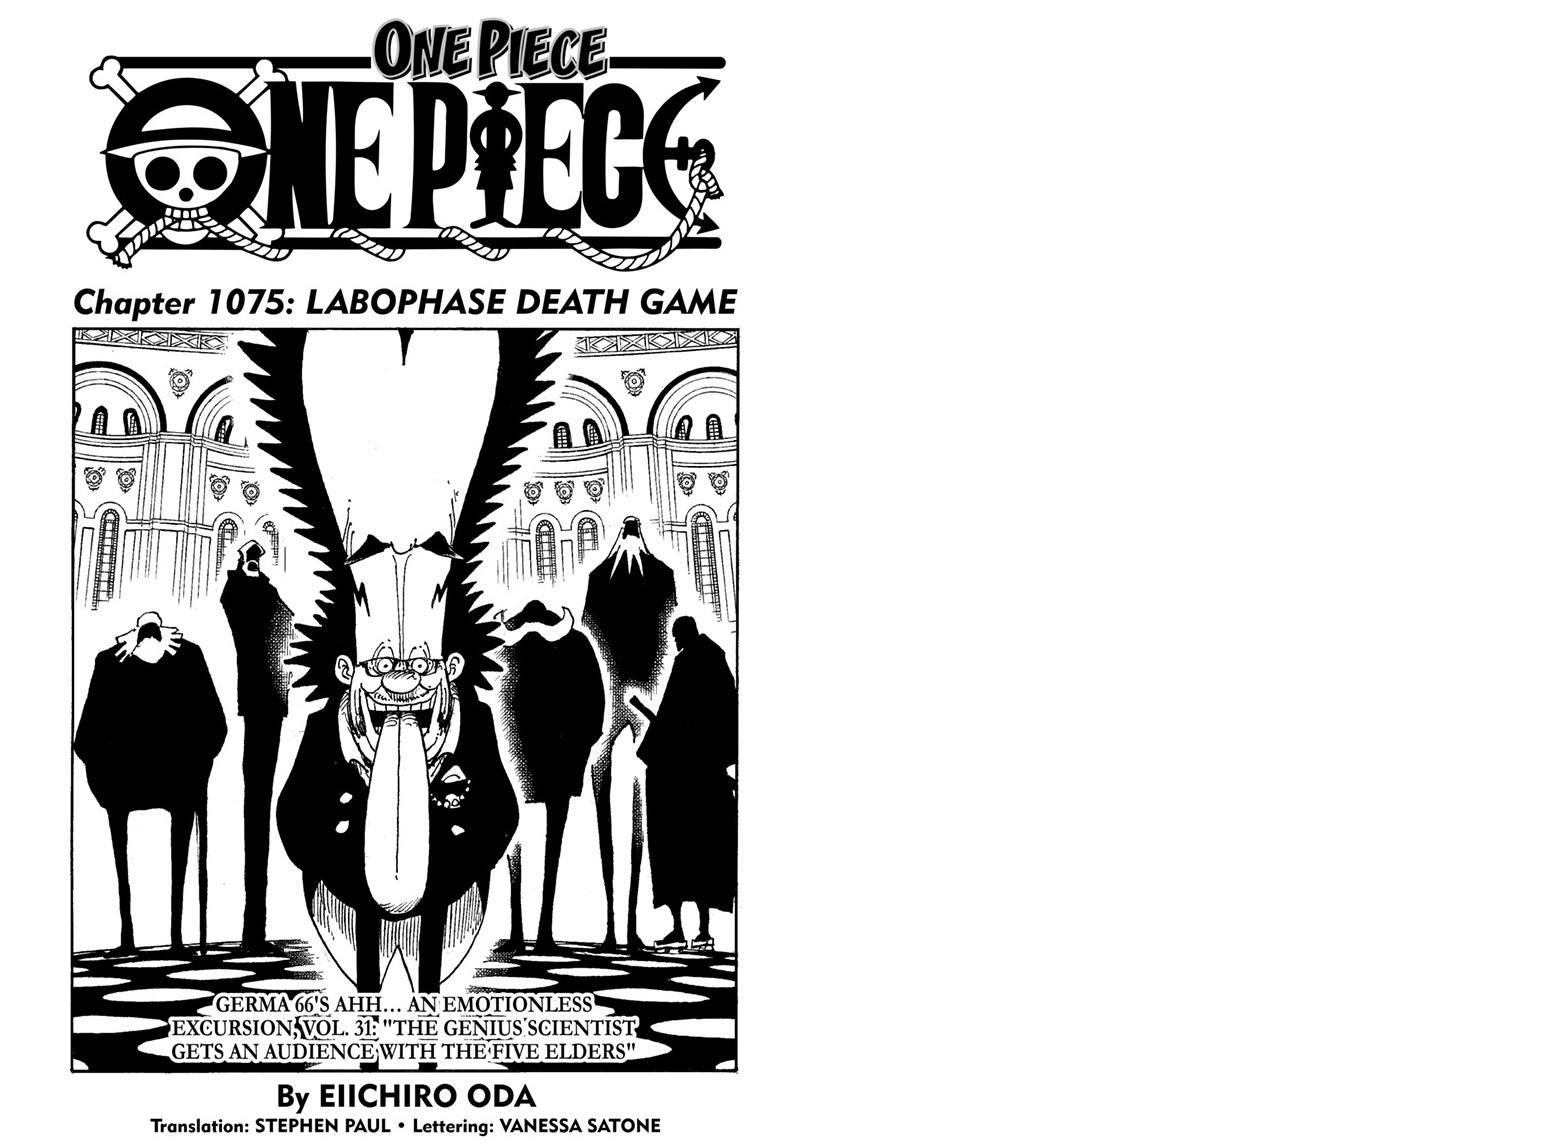 ONE PIECE
ONE PIECE
Chapter 1075: LABOPHASE DEATH GAME
GERMA 66'S AHH... AN EMOTIONLESS
EXCURSION, VOL. 31: "THE GENIUS SCIENTIST
GETS AN AUDIENCE WITH THE FIVE ELDERS"
By EIICHIRO ODA
Translation: STEPHEN PAUL • Lettering: VANESSA SATONE